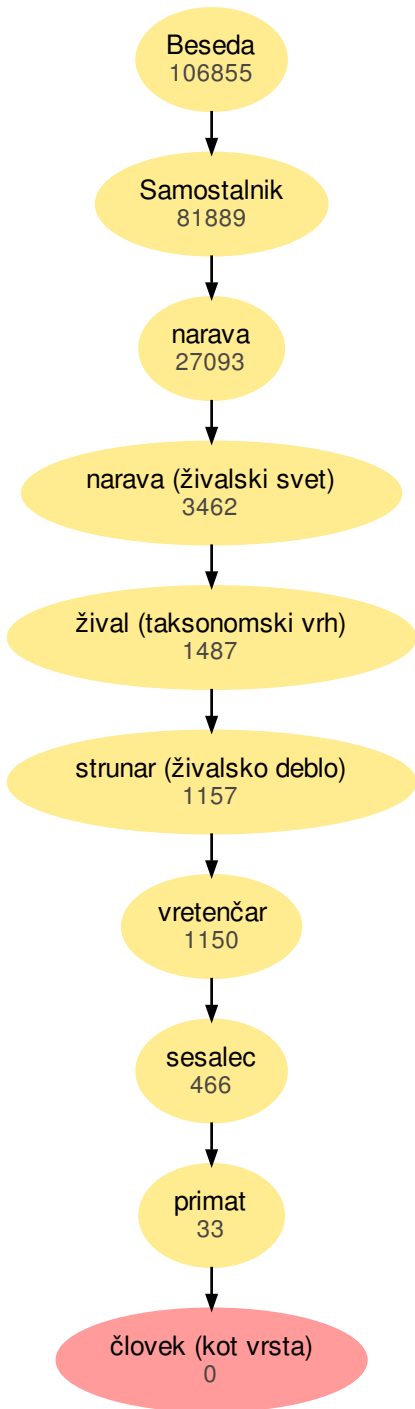 Beseda
106855
Samostalnik
81889
narava
27093
narava (živalski svet)
3462
žival (taksonomski vrh)
1487
strunar (živalsko deblo)
1157
vretenčar
1150
sesalec
466
primat
33
človek (kot vrsta)
0